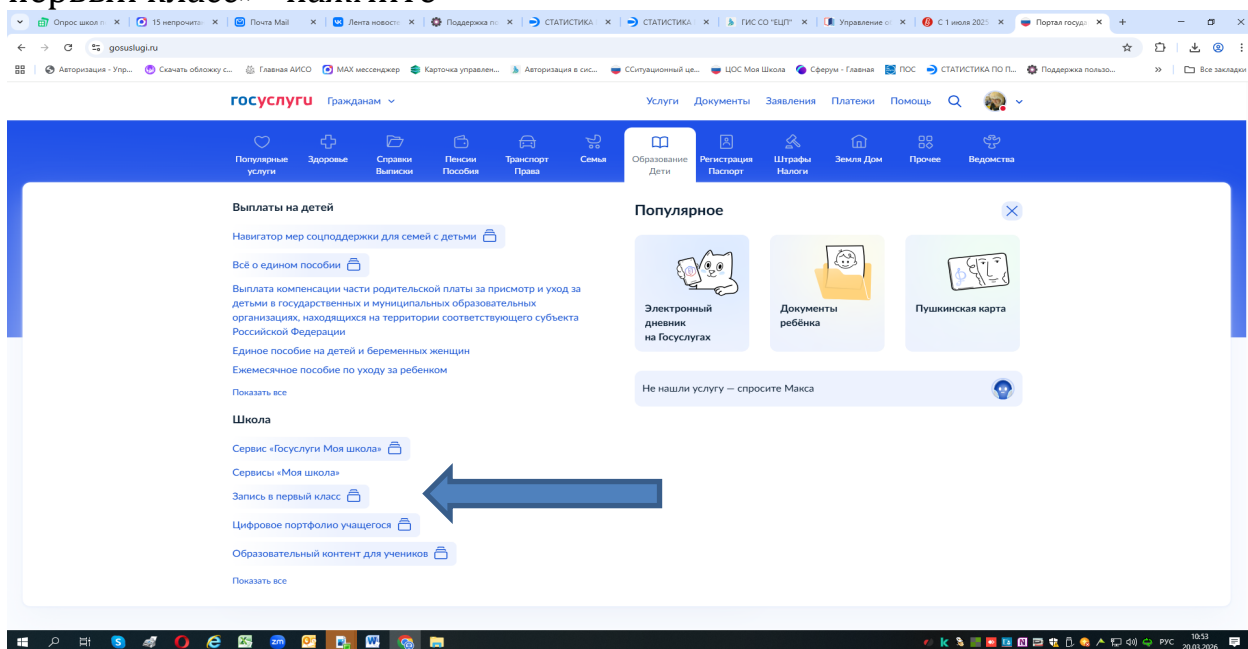 первый класс» - нажмите
Опрос школ п
15 непрочитан
Почта Mail
Лента новосте
Поддержка по
СТАТИСТИКА
СТАТИСТИКА
ГИС СО "ЕЦП"
Управление об
С 1 июля 2025
Портал госуда
gosuslugi.ru
Авторизация - Упр...
Скачать обложку с...
Главная АИСО
MAX мессенджер
Карточка управлен...
Авторизация в сис...
ССитуационный це...
ЦОС Моя Школа
Сферум - Главная
ПОС
СТАТИСТИКА ПО П...
Поддержка пользо...
»
Все закладки
госуслуги Гражданам
Услуги Документы Заявления Платежи Помощь
Популярные услуги
Здоровье
Справки Выписки
Пенсии Пособия
Транспорт Права
Семья
Образование Дети
Регистрация Паспорт
Штрафы Налоги
Земля Дом
Прочее
Ведомства
Выплаты на детей
Навигатор мер соцподдержки для семей с детьми
Всё о едином пособии
Выплата компенсации части родительской платы за присмотр и уход за
детьми в государственных и муниципальных образовательных
организациях, находящихся на территории соответствующего субъекта
Российской Федерации
Единое пособие на детей и беременных женщин
Ежемесячное пособие по уходу за ребенком
Показать все
Школа
Сервис «Госуслуги Моя школа»
Сервисы «Моя школа»
Запись в первый класс
Цифровое портфолио учащегося
Образовательный контент для учеников
Показать все
Популярное
Электронный
дневник
на Госуслугах
Документы
ребёнка
Пушкинская карта
Не нашли услугу — спросите Макса
РУС
10:53
20.03.2026